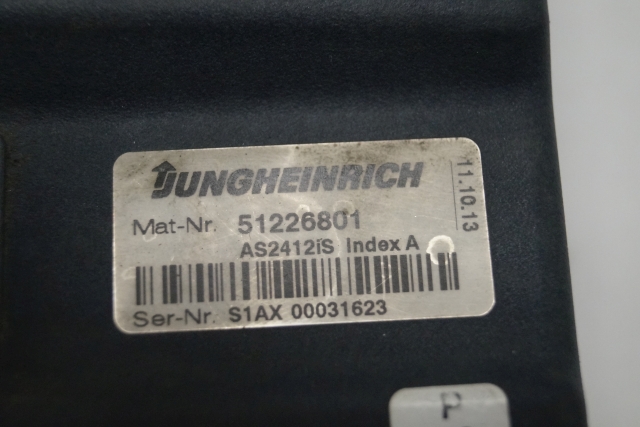 JUNGHEINRICH
11.10.13
Mat-Nr. 51226801
AS2412iS Index A
Ser-Nr. S1AX 00031623
P